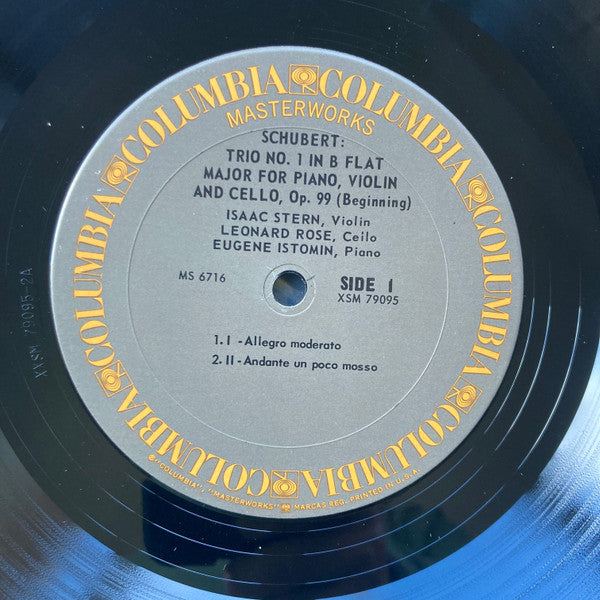 COLUMBIA COLUMBIA COLUMBIA COLUMBIA COLUMBIA COLUMBIA COLUMBIA
MASTERWORKS
SCHUBERT:
TRIO NO. 1 IN B FLAT
MAJOR FOR PIANO, VIOLIN
AND CELLO, Op. 99 (Beginning)
ISAAC STERN, Violin
LEONARD ROSE, Cello
EUGENE ISTOMIN, Piano
MS 6716
SIDE 1
XSM 79095
1. I - Allegro moderato
2. II - Andante un poco mosso
®"COLUMBIA", "MASTERWORKS" MARCAS REG. PRINTED IN U.S.A.
XXSM 79095-2A